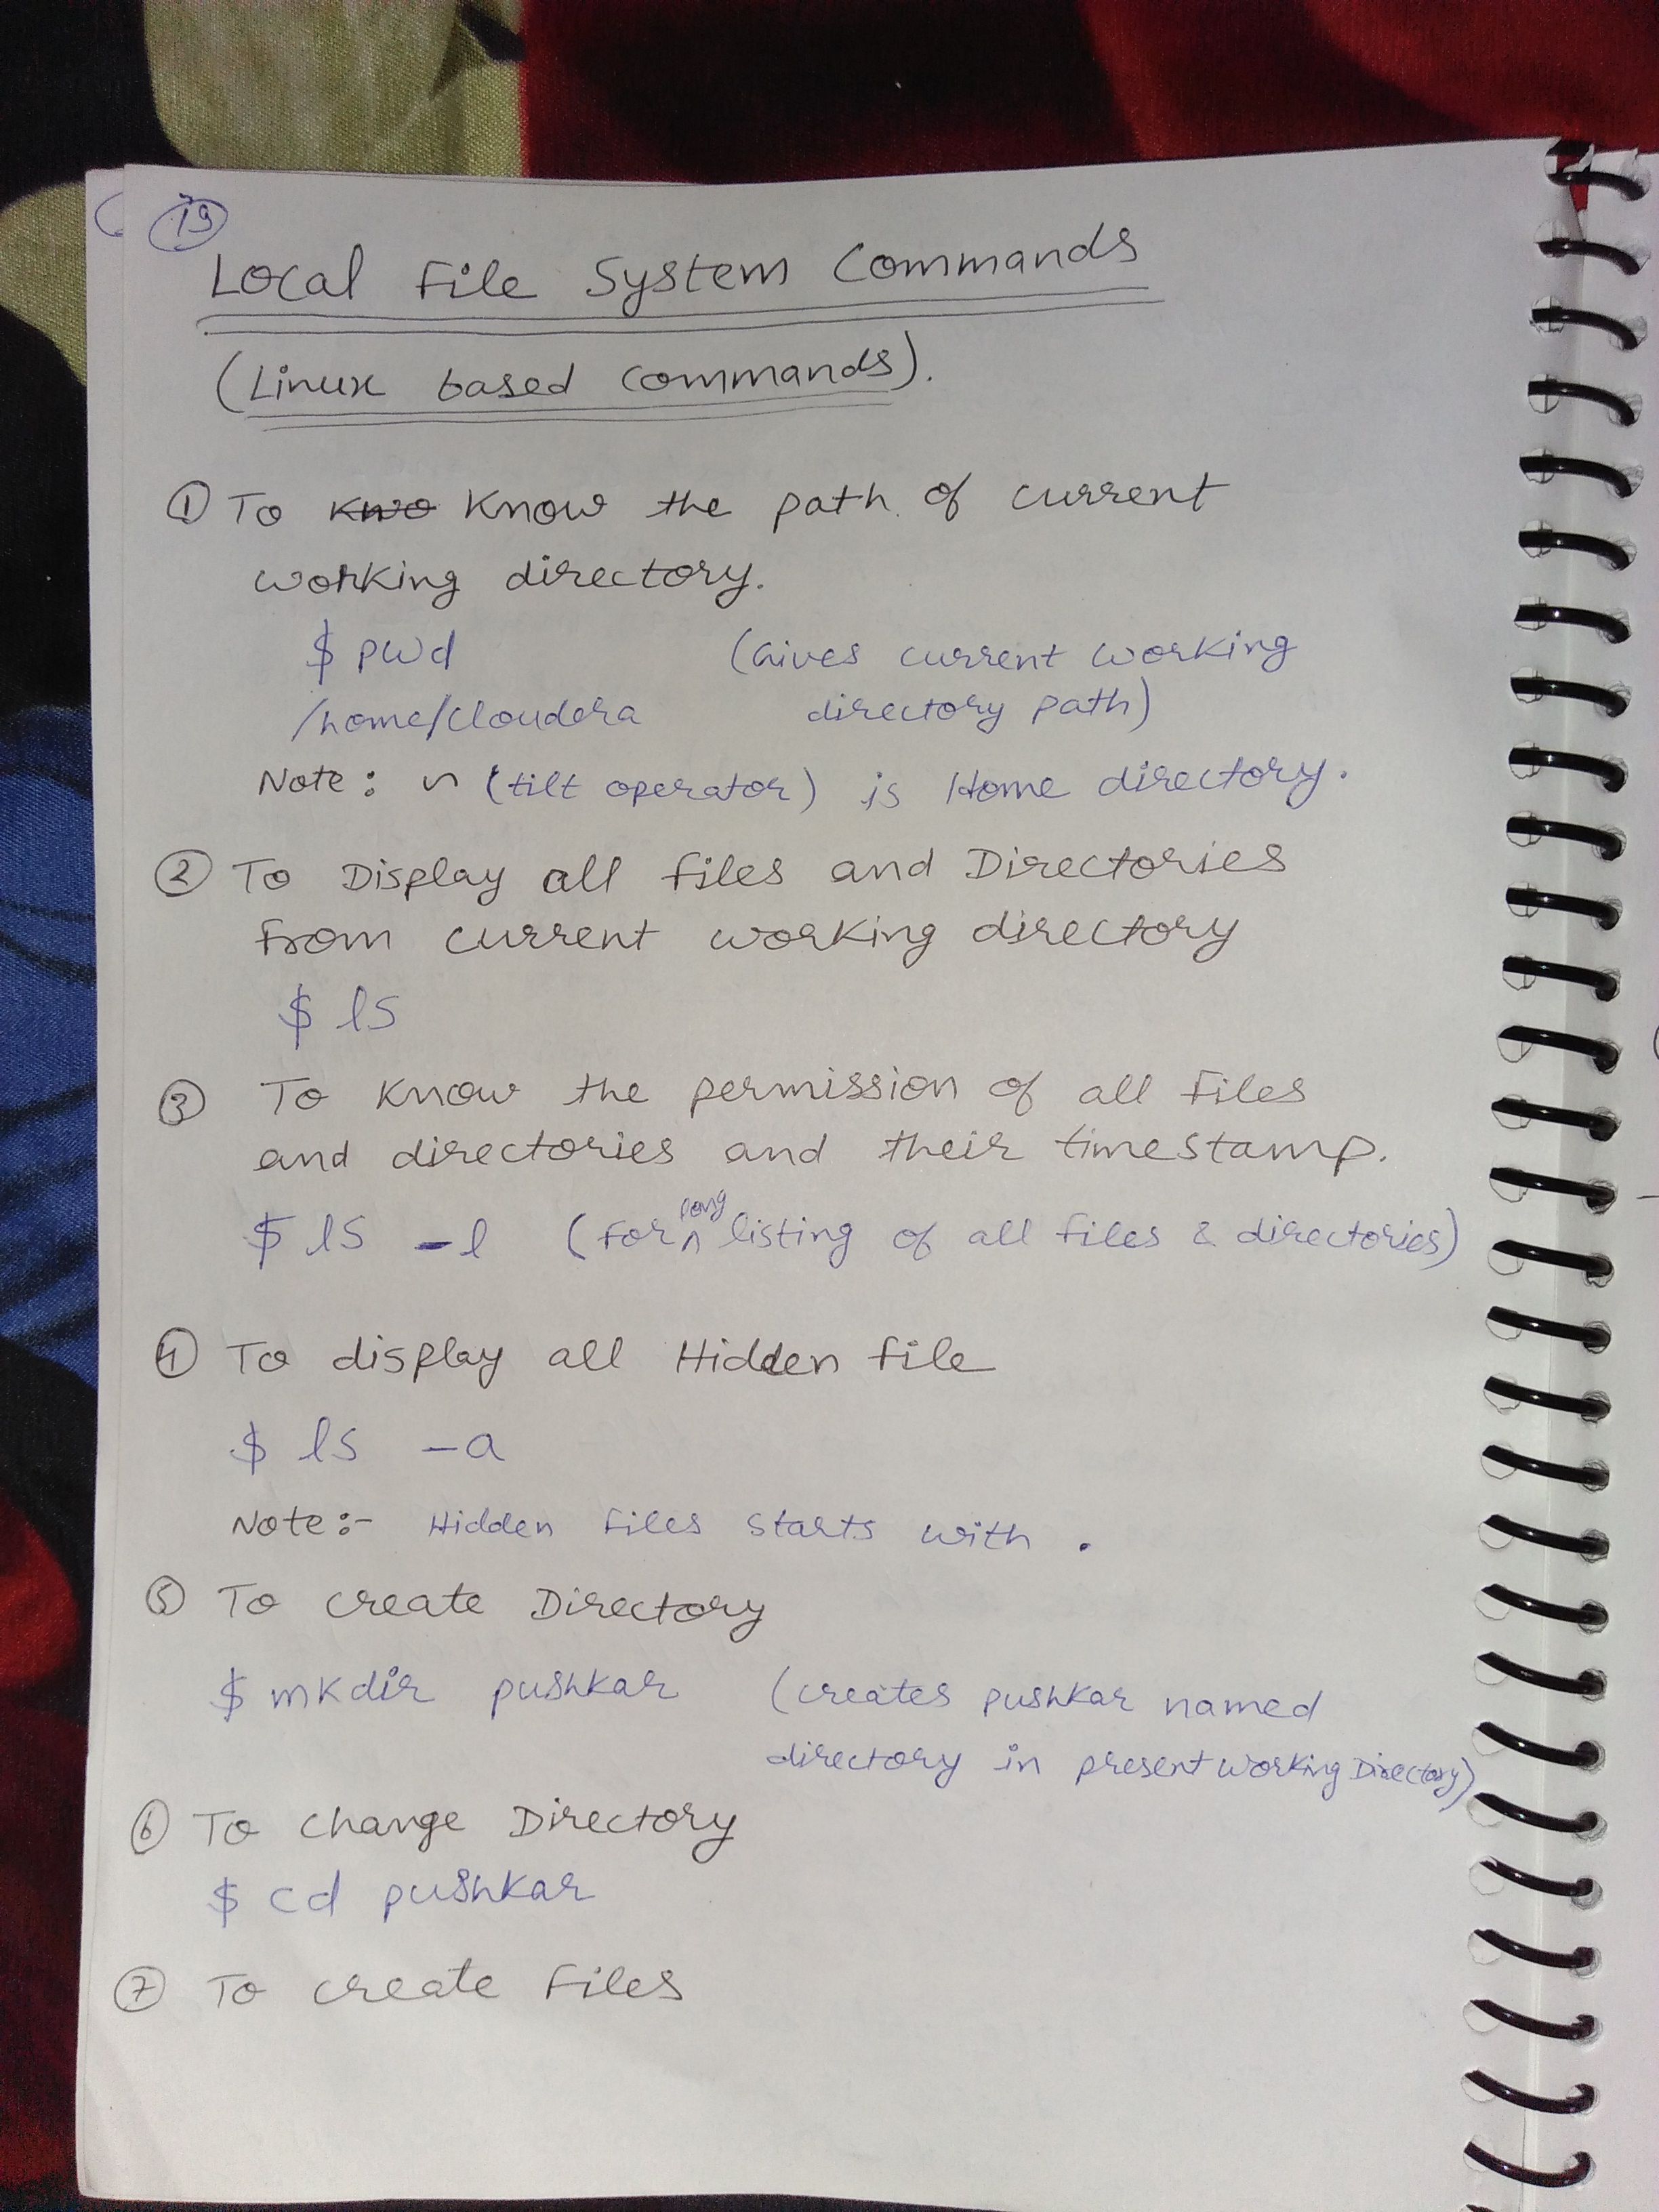 19
Local File System Commands
(Linux based commands).
① To kwo Know the path of current
working directory.
$ pwd (Gives current working
/home/cloudera directory path)
Note: ~ (tilt operator) is Home directory.
② To Display all files and Directories
from current working directory
$ ls
③ To Know the permission of all files
and directories and their timestamp.
$ ls -l (for long listing of all files & directories)
④ To display all Hidden file
$ ls -a
Note:- Hidden files starts with .
⑤ To create Directory
$ mkdir pushkar (creates pushkar named
directory in present working Directory)
⑥ To change Directory
$ cd pushkar
⑦ To create files